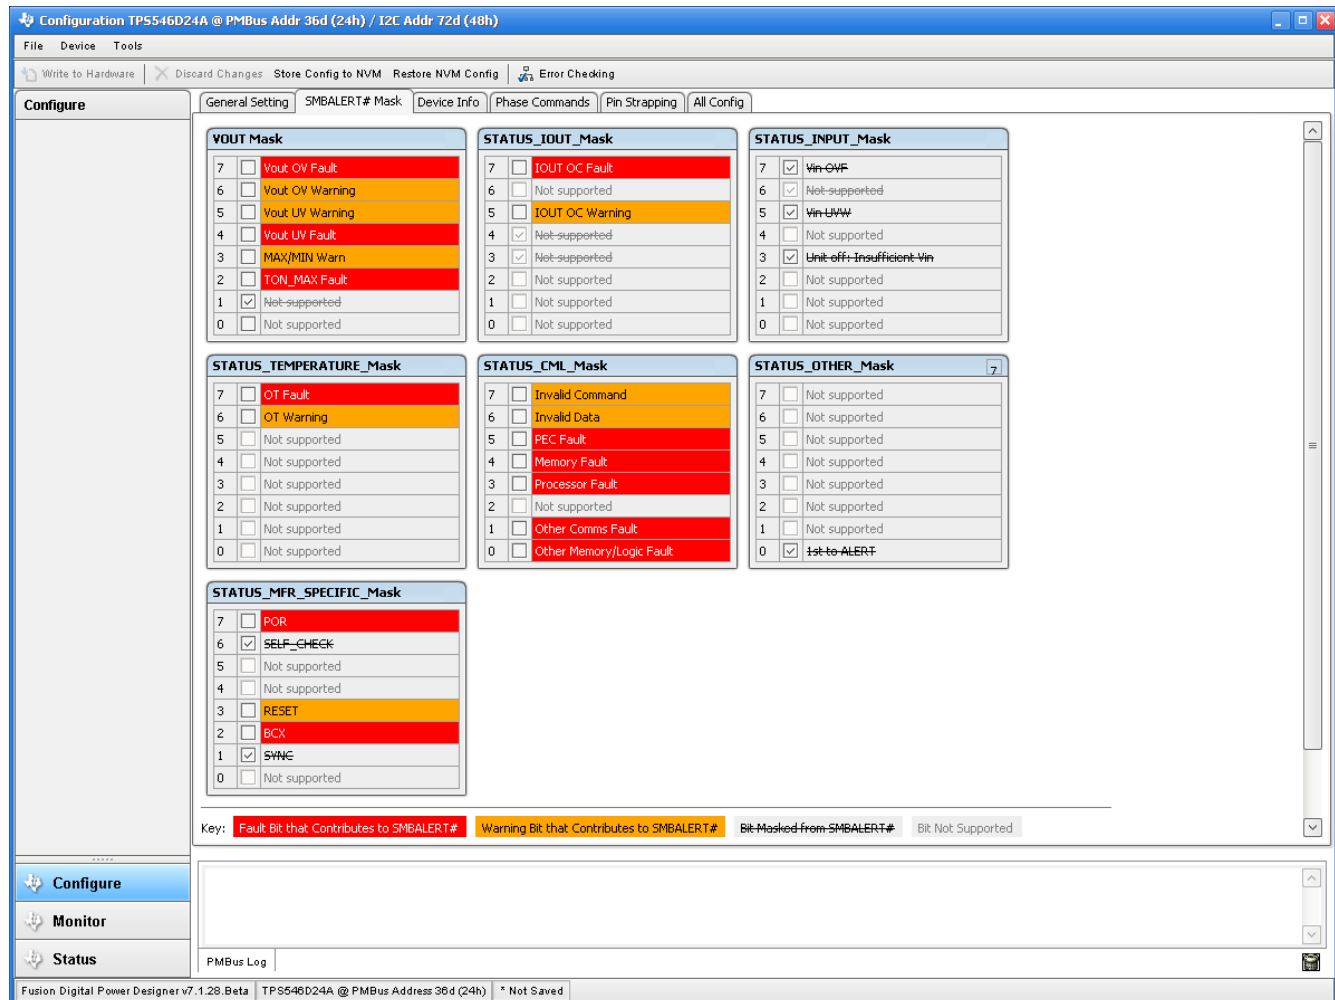 Configuration TPS546D24A @ PMBus Addr 36d (24h) / I2C Addr 72d (48h)
File Device Tools
Write to Hardware Discard Changes Store Config to NVM Restore NVM Config Error Checking
Configure
General Setting SMBALERT# Mask Device Info Phase Commands Pin Strapping All Config
VOUT Mask
7 Vout OV Fault
6 Vout OV Warning
5 Vout UV Warning
4 Vout UV Fault
3 MAX/MIN Warn
2 TON_MAX Fault
1 Not supported
0 Not supported
STATUS_IOUT_Mask
7 IOUT OC Fault
6 Not supported
5 IOUT OC Warning
4 Not supported
3 Not supported
2 Not supported
1 Not supported
0 Not supported
STATUS_INPUT_Mask
7 Vin OVF
6 Not supported
5 Vin UVW
4 Not supported
3 Unit off: Insufficient Vin
2 Not supported
1 Not supported
0 Not supported
STATUS_TEMPERATURE_Mask
7 OT Fault
6 OT Warning
5 Not supported
4 Not supported
3 Not supported
2 Not supported
1 Not supported
0 Not supported
STATUS_CML_Mask
7 Invalid Command
6 Invalid Data
5 PEC Fault
4 Memory Fault
3 Processor Fault
2 Not supported
1 Other Comms Fault
0 Other Memory/Logic Fault
STATUS_OTHER_Mask 7
7 Not supported
6 Not supported
5 Not supported
4 Not supported
3 Not supported
2 Not supported
1 Not supported
0 1st to ALERT
STATUS_MFR_SPECIFIC_Mask
7 POR
6 SELF_CHECK
5 Not supported
4 Not supported
3 RESET
2 BCX
1 SYNC
0 Not supported
Key: Fault Bit that Contributes to SMBALERT# Warning Bit that Contributes to SMBALERT# Bit Masked from SMBALERT# Bit Not Supported
Configure
Monitor
Status
PMBus Log
Fusion Digital Power Designer v7.1.28.Beta TPS546D24A @ PMBus Address 36d (24h) * Not Saved